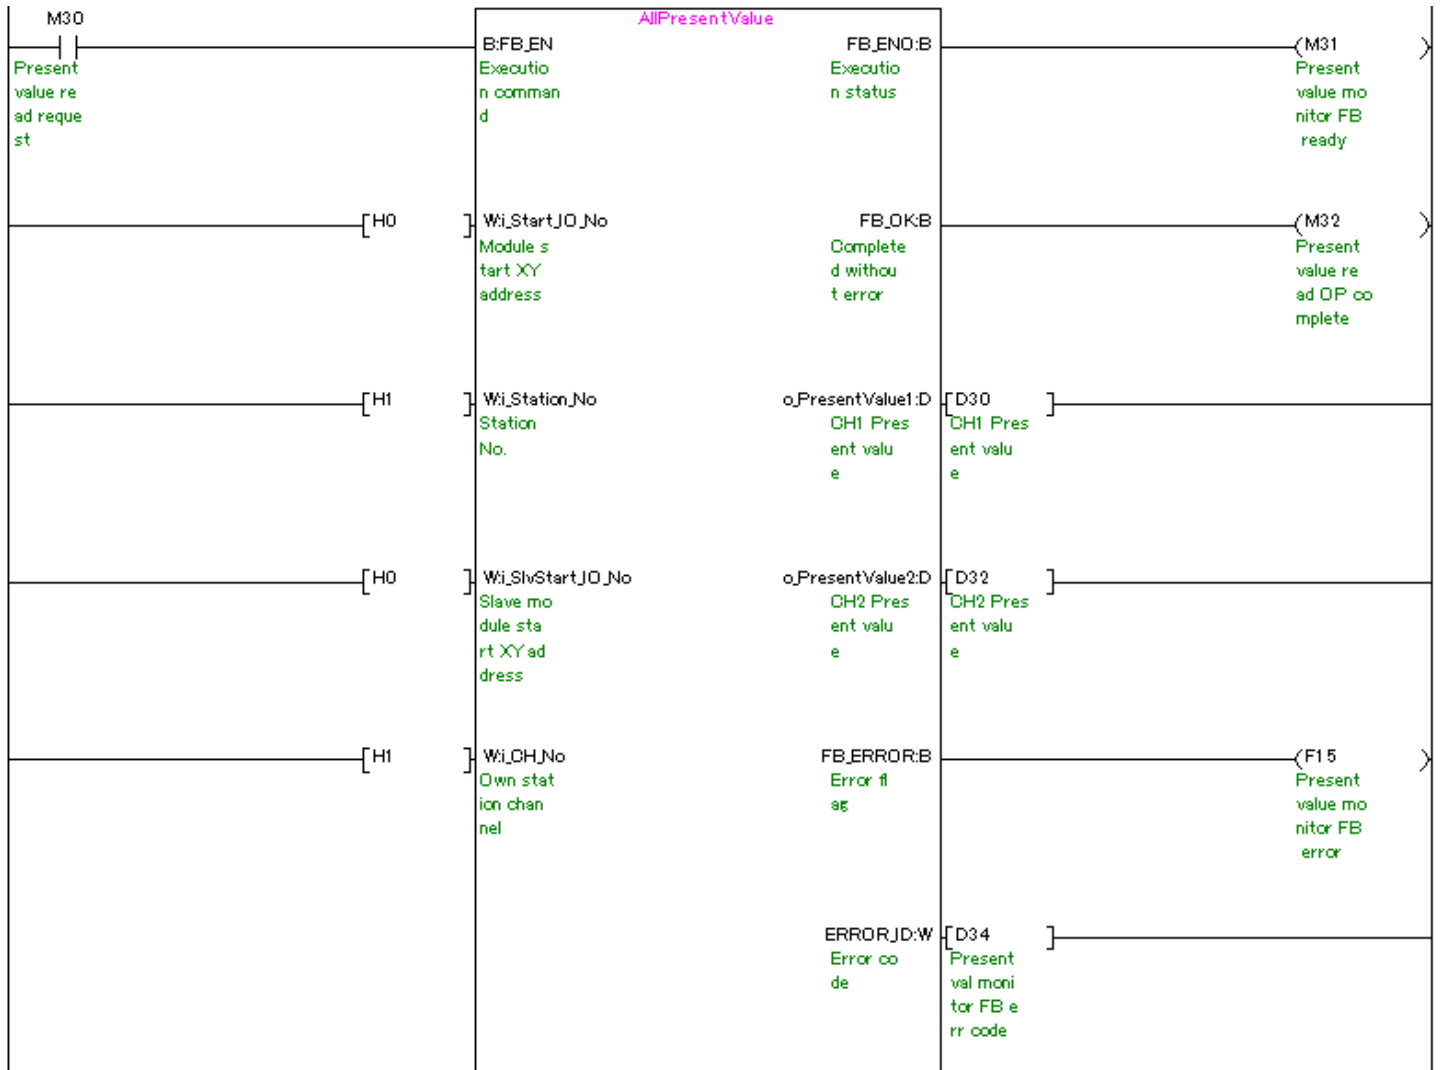 M30
AllPresentValue
B:FB_EN
FB_ENO:B
M31
Present
value re
ad reque
st
Executio
n comman
d
Executio
n status
Present
value mo
nitor FB
ready
H0
W:i_Start_IO_No
FB_OK:B
M32
Module s
tart XY
address
Complete
d withou
t error
Present
value re
ad OP co
mplete
H1
W:i_Station_No
o_PresentValue1:D
D30
Station
No.
CH1 Pres
ent valu
e
CH1 Pres
ent valu
e
H0
W:i_SlvStart_IO_No
o_PresentValue2:D
D32
Slave mo
dule sta
rt XY ad
dress
CH2 Pres
ent valu
e
CH2 Pres
ent valu
e
H1
W:i_CH_No
FB_ERROR:B
F15
Own stat
ion chan
nel
Error fl
ag
Present
value mo
nitor FB
error
ERROR_ID:W
D34
Error co
de
Present
val moni
tor FB e
rr code